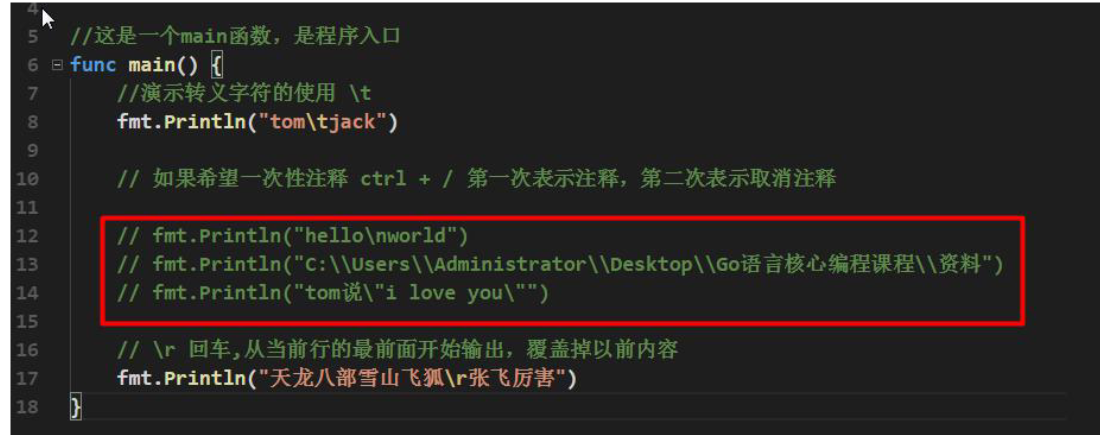 4
5 //这是一个main函数，是程序入口
6 func main() {
7 //演示转义字符的使用 \t
8 fmt.Println("tom\tjack")
9
10 // 如果希望一次性注释 ctrl + / 第一次表示注释，第二次表示取消注释
11
12 // fmt.Println("hello\nworld")
13 // fmt.Println("C:\\Users\\Administrator\\Desktop\\Go语言核心编程课程\\资料")
14 // fmt.Println("tom说\"i love you\"")
15
16 // \r 回车,从当前行的最前面开始输出，覆盖掉以前内容
17 fmt.Println("天龙八部雪山飞狐\r张飞厉害")
18 }